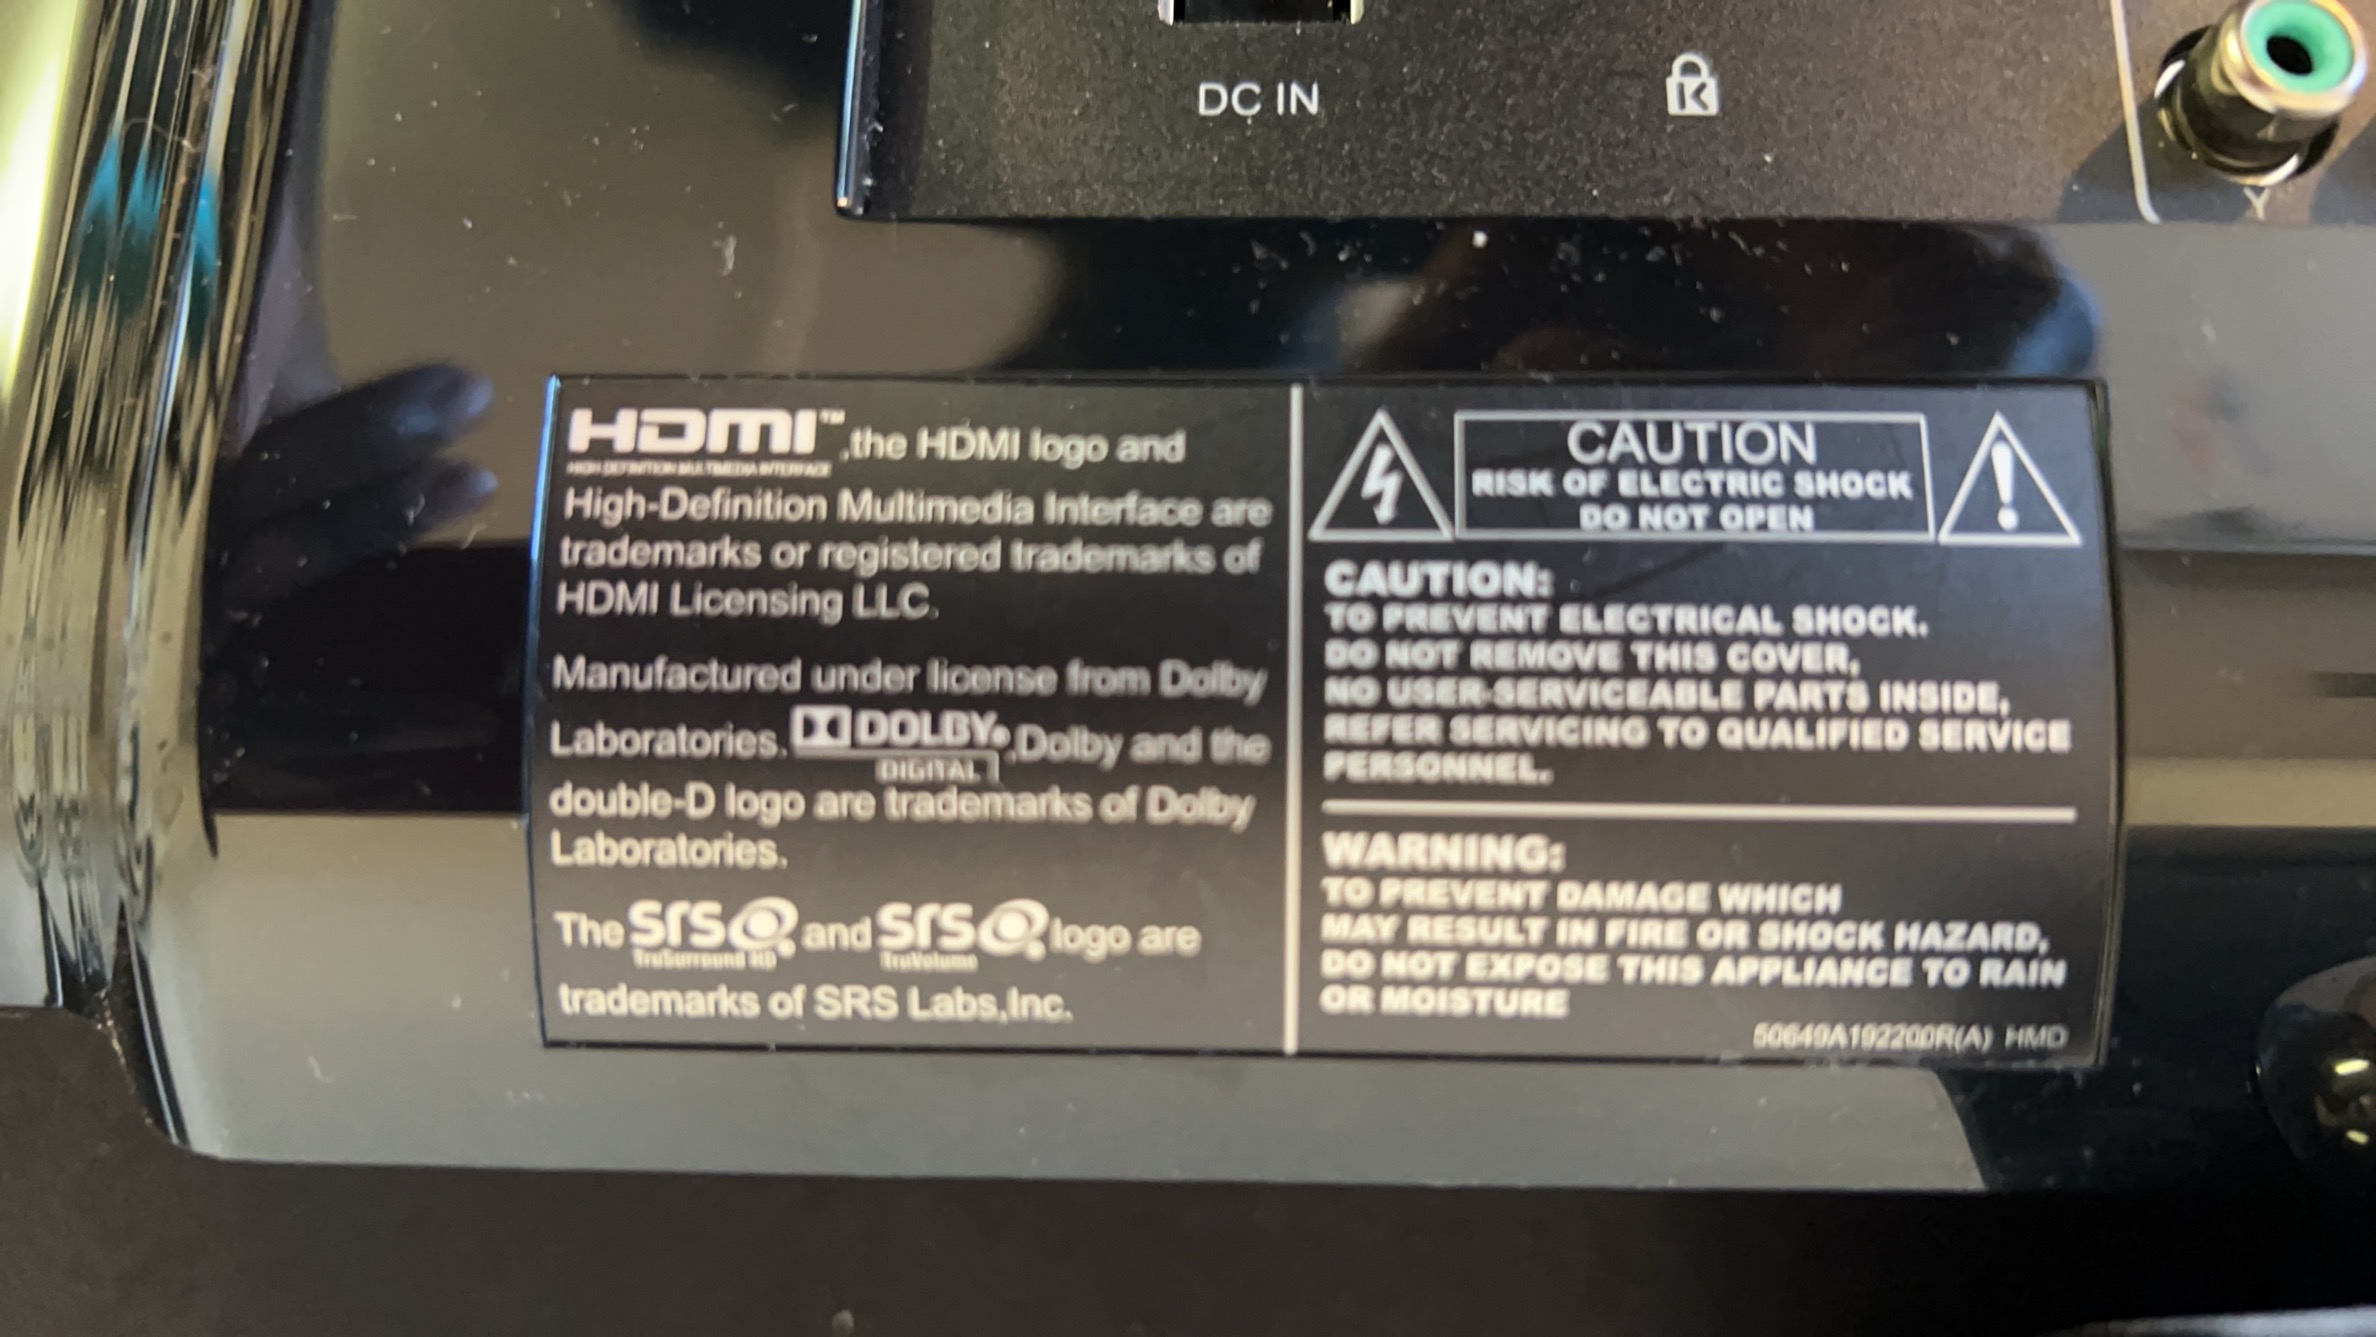 DC IN
K
Y
HDMI™
HIGH DEFINITION MULTIMEDIA INTERFACE
,the HDMI logo and
High-Definition Multimedia Interface are
trademarks or registered trademarks of
HDMI Licensing LLC.
Manufactured under license from Dolby
Laboratories. DOLBY® ,Dolby and the
DIGITAL
double-D logo are trademarks of Dolby
Laboratories.
The SRS and SRS logo are
TruSurround HD TruVolume
trademarks of SRS Labs,Inc.
CAUTION
RISK OF ELECTRIC SHOCK
DO NOT OPEN
CAUTION:
TO PREVENT ELECTRICAL SHOCK.
DO NOT REMOVE THIS COVER,
NO USER-SERVICEABLE PARTS INSIDE,
REFER SERVICING TO QUALIFIED SERVICE
PERSONNEL.
WARNING:
TO PREVENT DAMAGE WHICH
MAY RESULT IN FIRE OR SHOCK HAZARD,
DO NOT EXPOSE THIS APPLIANCE TO RAIN
OR MOISTURE
50649A192200R(A) HMD